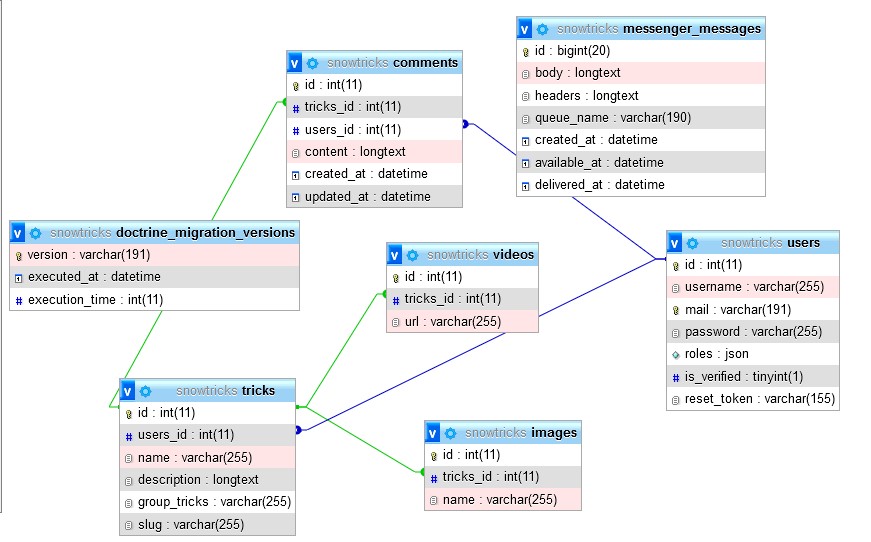 snowtricks messenger_messages
id : bigint(20)
body : longtext
headers : longtext
queue_name : varchar(190)
created_at : datetime
available_at : datetime
delivered_at : datetime
snowtricks comments
id : int(11)
tricks_id : int(11)
users_id : int(11)
content : longtext
created_at : datetime
updated_at : datetime
snowtricks doctrine_migration_versions
version : varchar(191)
executed_at : datetime
execution_time : int(11)
snowtricks videos
id : int(11)
tricks_id : int(11)
url : varchar(255)
snowtricks users
id : int(11)
username : varchar(255)
mail : varchar(191)
password : varchar(255)
roles : json
is_verified : tinyint(1)
reset_token : varchar(155)
snowtricks tricks
id : int(11)
users_id : int(11)
name : varchar(255)
description : longtext
group_tricks : varchar(255)
slug : varchar(255)
snowtricks images
id : int(11)
tricks_id : int(11)
name : varchar(255)